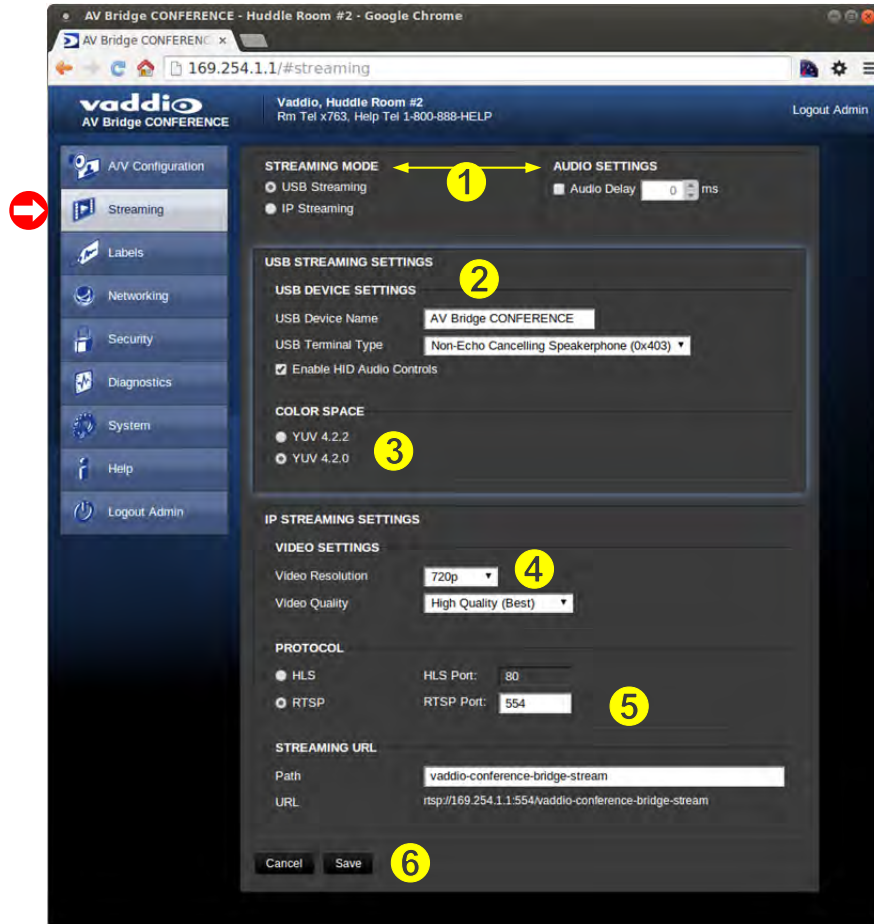 AV Bridge CONFERENCE - Huddle Room #2 - Google Chrome
AV Bridge CONFERENC ×
169.254.1.1/#streaming
vaddio
AV Bridge CONFERENCE
Vaddio, Huddle Room #2
Rm Tel x763, Help Tel 1-800-888-HELP
Logout Admin
A/V Configuration
Streaming
Labels
Networking
Security
Diagnostics
System
Help
Logout Admin
STREAMING MODE
1
AUDIO SETTINGS
USB Streaming
IP Streaming
Audio Delay 0 ms
USB STREAMING SETTINGS
2
USB DEVICE SETTINGS
USB Device Name AV Bridge CONFERENCE
USB Terminal Type Non-Echo Cancelling Speakerphone (0x403)
Enable HID Audio Controls
COLOR SPACE
YUV 4.2.2
YUV 4.2.0
3
IP STREAMING SETTINGS
VIDEO SETTINGS
Video Resolution 720p
4
Video Quality High Quality (Best)
PROTOCOL
HLS HLS Port: 80
RTSP RTSP Port: 554
5
STREAMING URL
Path vaddio-conference-bridge-stream
URL rtsp://169.254.1.1:554/vaddio-conference-bridge-stream
Cancel Save
6